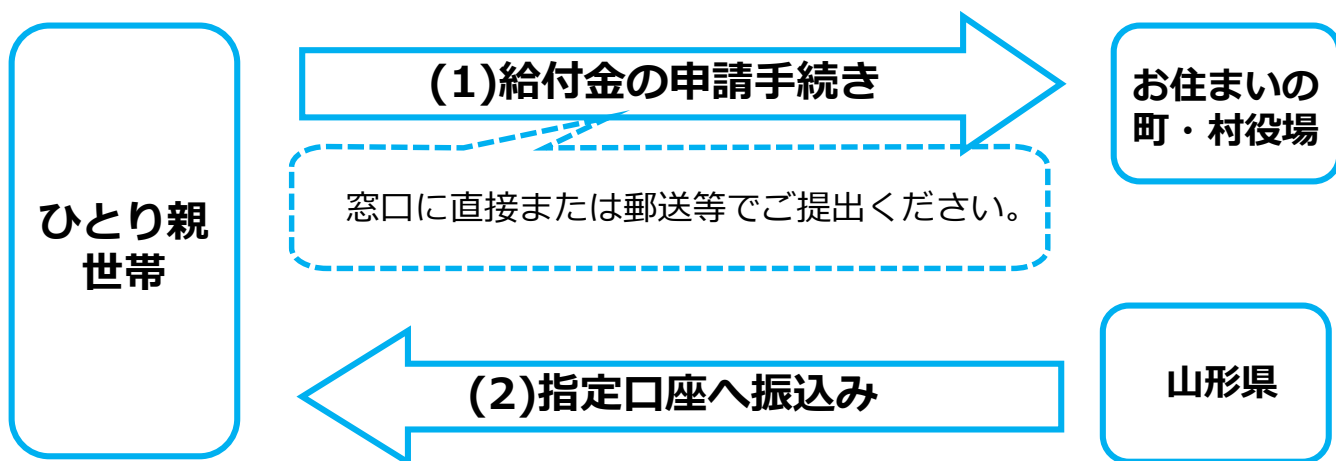 (1)給付金の申請手続き
お住まいの
町・村役場
窓口に直接または郵送等でご提出ください。
ひとり親
世帯
(2)指定口座へ振込み
山形県